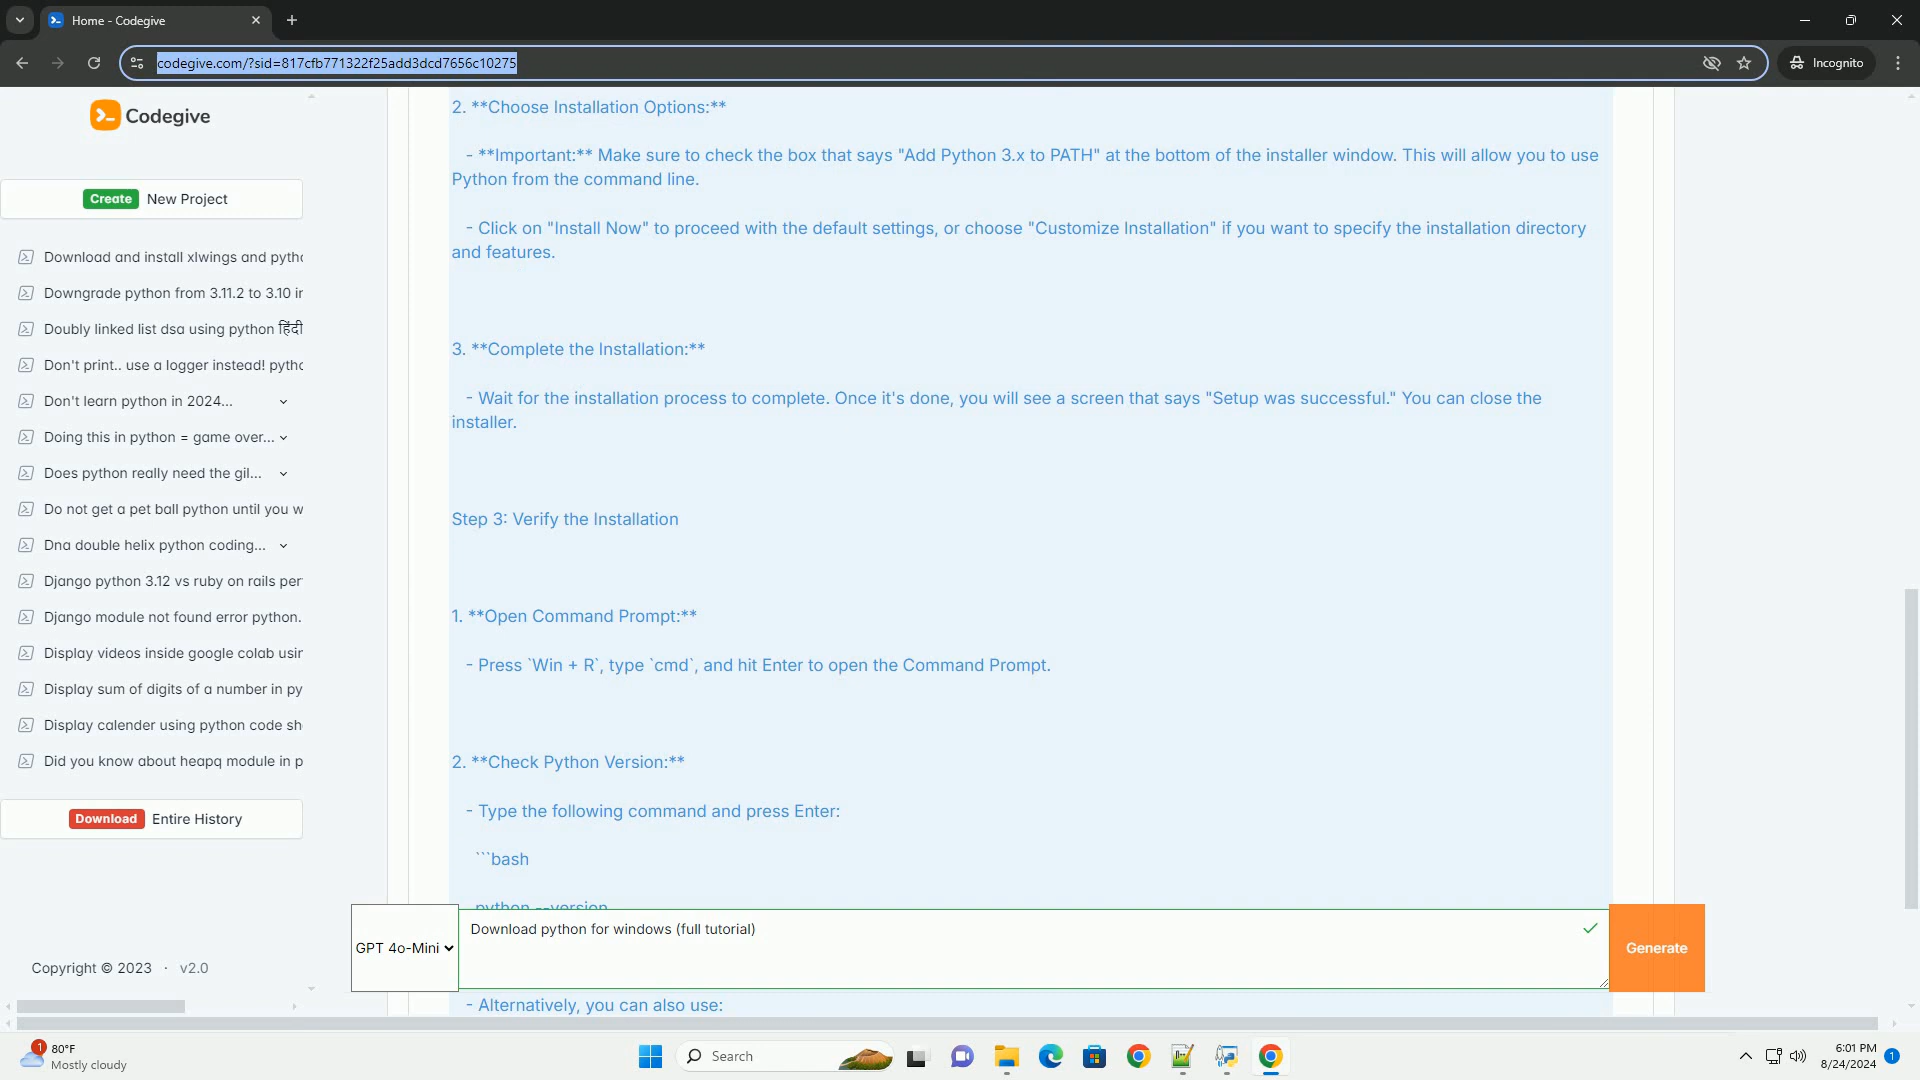 Home - Codegive
codegive.com/?sid=817cfb771322f25add3dcd7656c10275
Incognito
Codegive
Create New Project
Download and install xlwings and pyth
Downgrade python from 3.11.2 to 3.10 ir
Doubly linked list dsa using python हिंदी
Don't print.. use a logger instead! pyth
Don't learn python in 2024...
Doing this in python = game over...
Does python really need the gil...
Do not get a pet ball python until you w
Dna double helix python coding...
Django python 3.12 vs ruby on rails per
Django module not found error python.
Display videos inside google colab usir
Display sum of digits of a number in py
Display calender using python code sh
Did you know about heapq module in p
Download Entire History
Copyright © 2023 · v2.0
2. **Choose Installation Options:**
- **Important:** Make sure to check the box that says "Add Python 3.x to PATH" at the bottom of the installer window. This will allow you to use
Python from the command line.
- Click on "Install Now" to proceed with the default settings, or choose "Customize Installation" if you want to specify the installation directory
and features.
3. **Complete the Installation:**
- Wait for the installation process to complete. Once it's done, you will see a screen that says "Setup was successful." You can close the
installer.
Step 3: Verify the Installation
1. **Open Command Prompt:**
- Press `Win + R`, type `cmd`, and hit Enter to open the Command Prompt.
2. **Check Python Version:**
- Type the following command and press Enter:
```bash
python --version
GPT 4o-Mini
Download python for windows (full tutorial)
Generate
- Alternatively, you can also use:
1
80°F
Mostly cloudy
Search
6:01 PM
8/24/2024
1